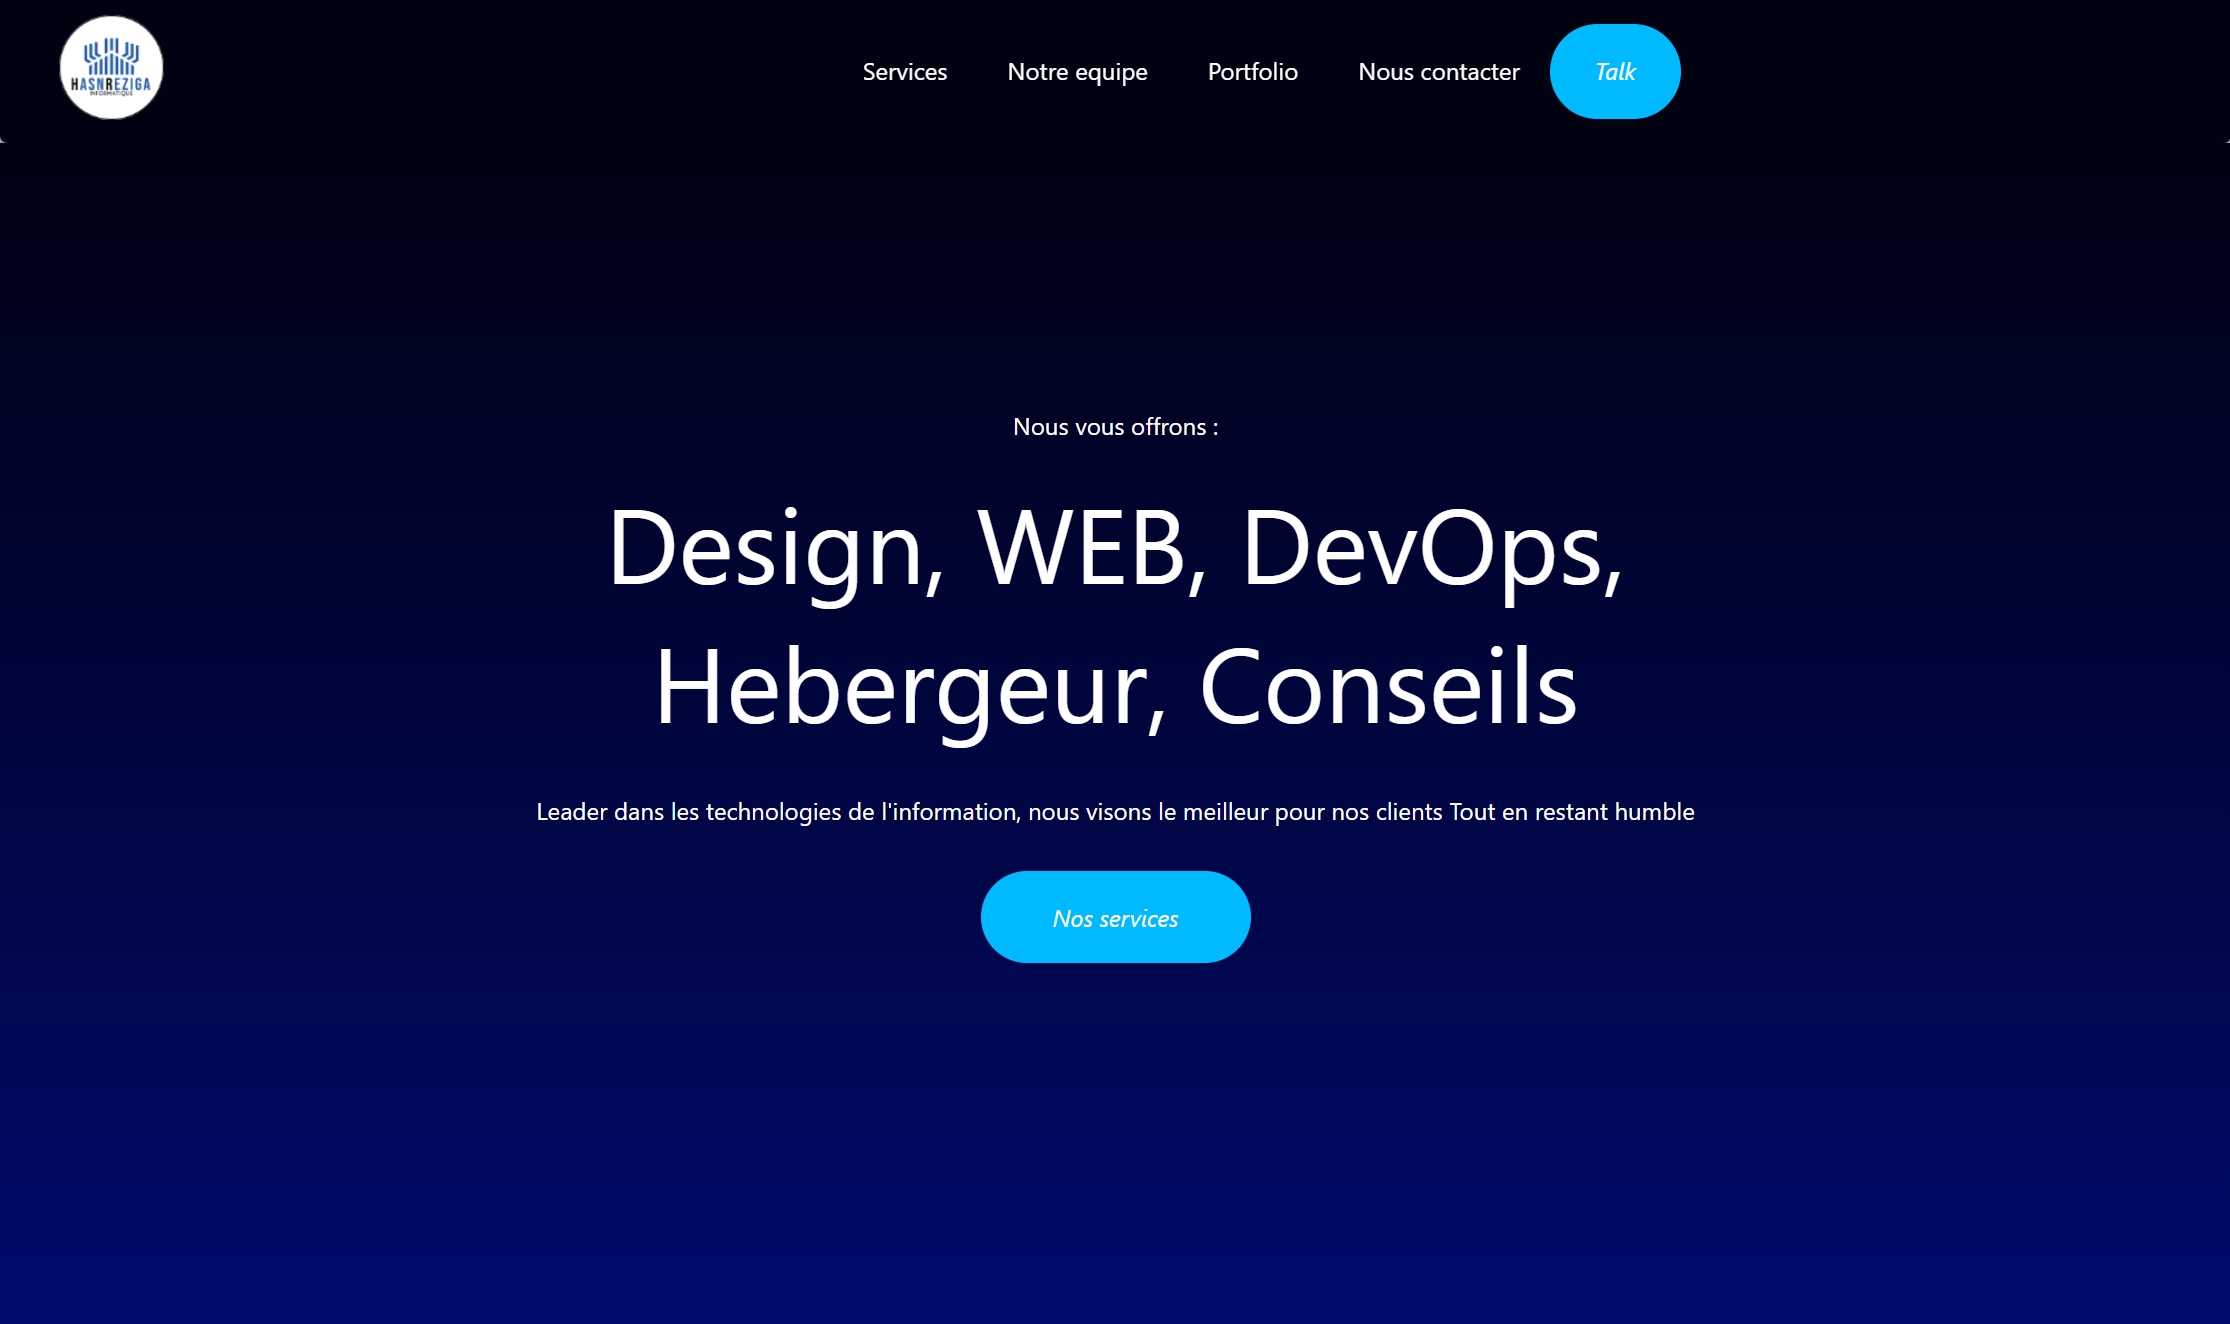 HASNREZIGA
INFORMATIQUE
Services
Notre equipe
Portfolio
Nous contacter
Talk
Nous vous offrons :
Design, WEB, DevOps,
Hebergeur, Conseils
Leader dans les technologies de l'information, nous visons le meilleur pour nos clients Tout en restant humble
Nos services